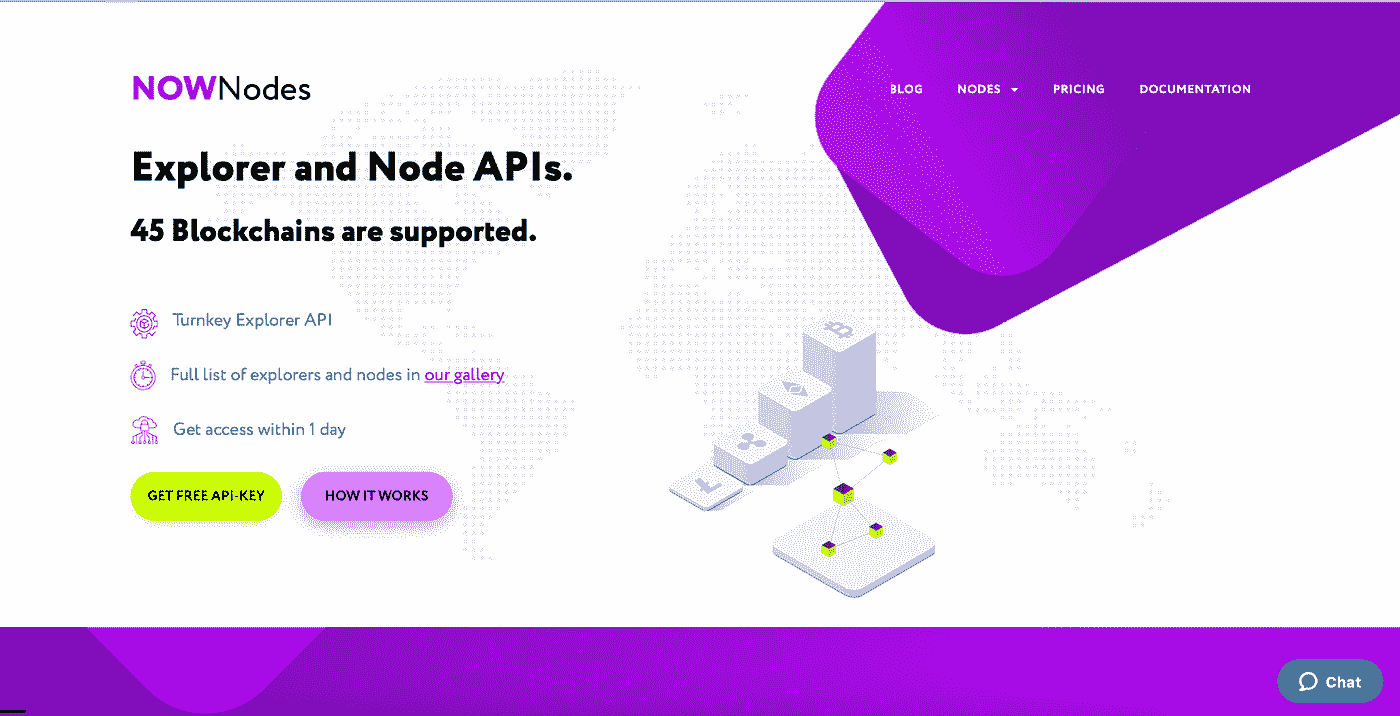 NOWNodes
BLOG NODES PRICING DOCUMENTATION
Explorer and Node APIs.
45 Blockchains are supported.
Turnkey Explorer API
Full list of explorers and nodes in our gallery
Get access within 1 day
GET FREE API-KEY HOW IT WORKS
Chat